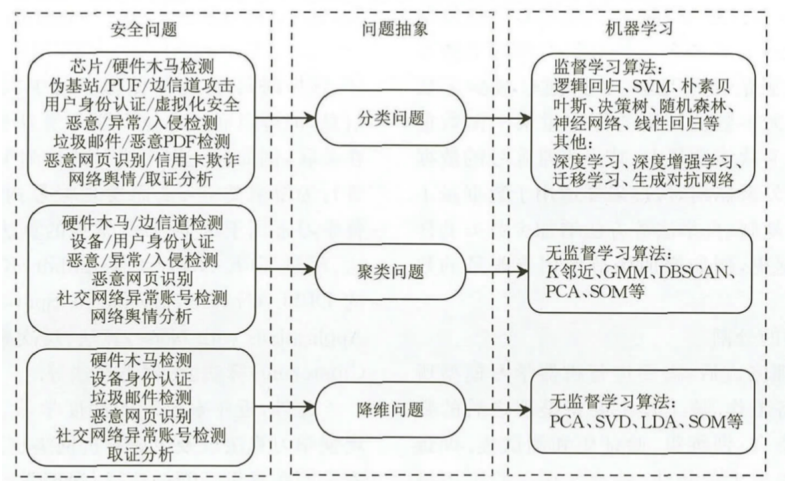 安全问题
问题抽象
机器学习
芯片/硬件木马检测
伪基站/PUF/边信道攻击
用户身份认证/虚拟化安全
恶意/异常/入侵检测
垃圾邮件/恶意PDF检测
恶意网页识别/信用卡欺诈
网络舆情/取证分析
分类问题
监督学习算法：
逻辑回归、SVM、朴素贝
叶斯、决策树、随机森林、
神经网络、线性回归等
其他：
深度学习、深度增强学习、
迁移学习、生成对抗网络
硬件木马/边信道检测
设备/用户身份认证
恶意/异常/入侵检测
恶意网页识别
社交网络异常账号检测
网络舆情分析
聚类问题
无监督学习算法：
K邻近、GMM、DBSCAN、
PCA、SOM等
硬件木马检测
设备身份认证
垃圾邮件检测
恶意网页识别
社交网络异常账号检测
取证分析
降维问题
无监督学习算法：
PCA、SVD、LDA、SOM等